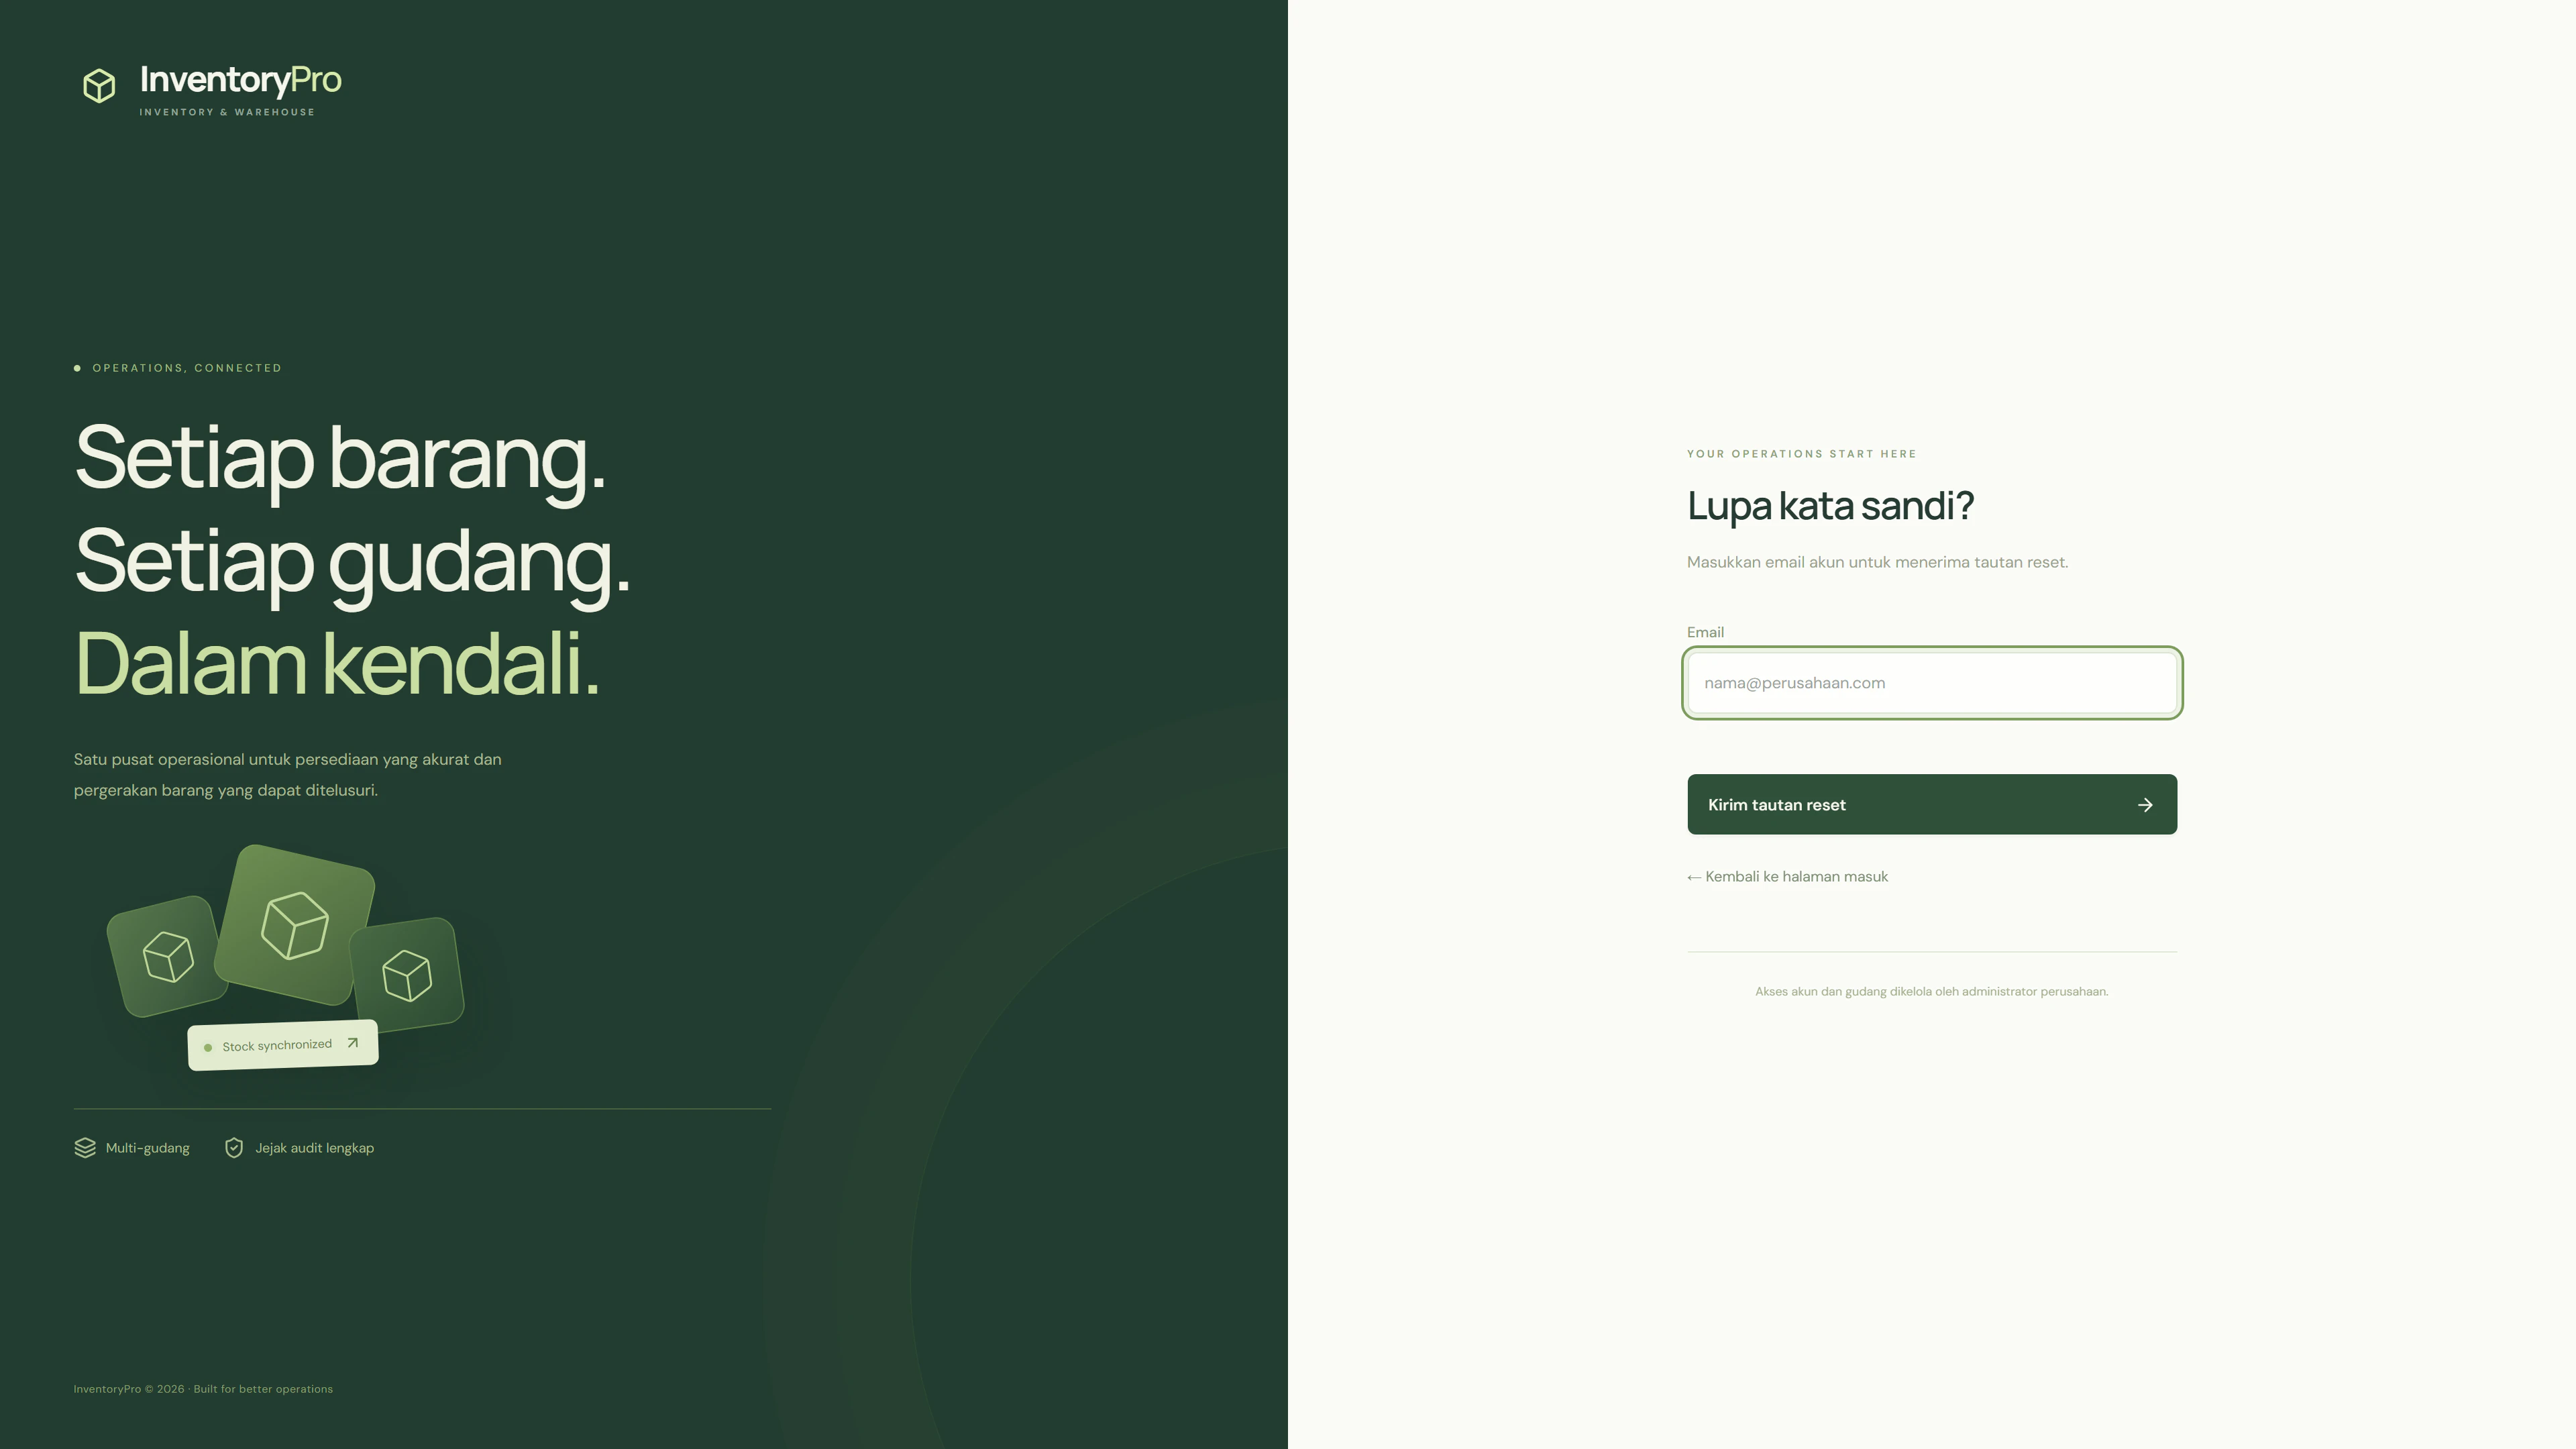 InventoryPro
INVENTORY & WAREHOUSE
OPERATIONS, CONNECTED
Setiap barang.
Setiap gudang.
Dalam kendali.
Satu pusat operasional untuk persediaan yang akurat dan
pergerakan barang yang dapat ditelusuri.
Stock synchronized
Multi-gudang
Jejak audit lengkap
InventoryPro © 2026 · Built for better operations
YOUR OPERATIONS START HERE
Lupa kata sandi?
Masukkan email akun untuk menerima tautan reset.
Email
nama@perusahaan.com
Kirim tautan reset
← Kembali ke halaman masuk
Akses akun dan gudang dikelola oleh administrator perusahaan.